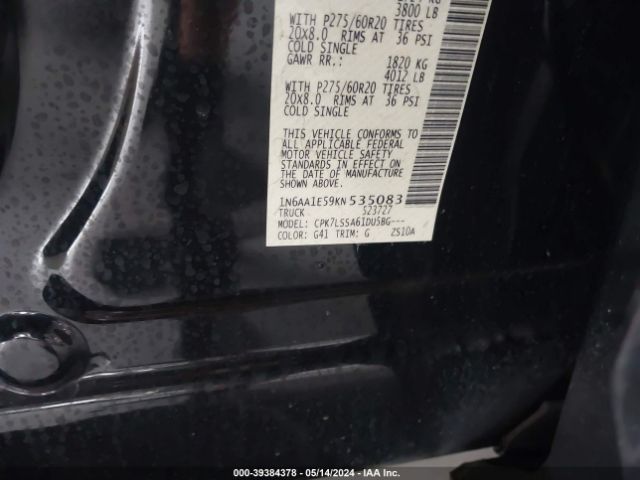 3800 LB
WITH P275/60R20 TIRES
20X8.0 RIMS AT 36 PSI
COLD SINGLE
GAWR RR.: 1820 KG
4012 LB
WITH P275/60R20 TIRES
20X8.0 RIMS AT 36 PSI
COLD SINGLE
THIS VEHICLE CONFORMS TO
ALL APPLICABLE FEDERAL
MOTOR VEHICLE SAFETY
STANDARDS IN EFFECT ON
THE DATE OF MANUFACTURE
SHOWN ABOVE.
1N6AA1E59KN535083
TRUCK 523727
MODEL: CPK7LS5A61DU5BG---
COLOR: G41 TRIM: G ZS10A
000-39384378 - 05/14/2024 - IAA Inc.